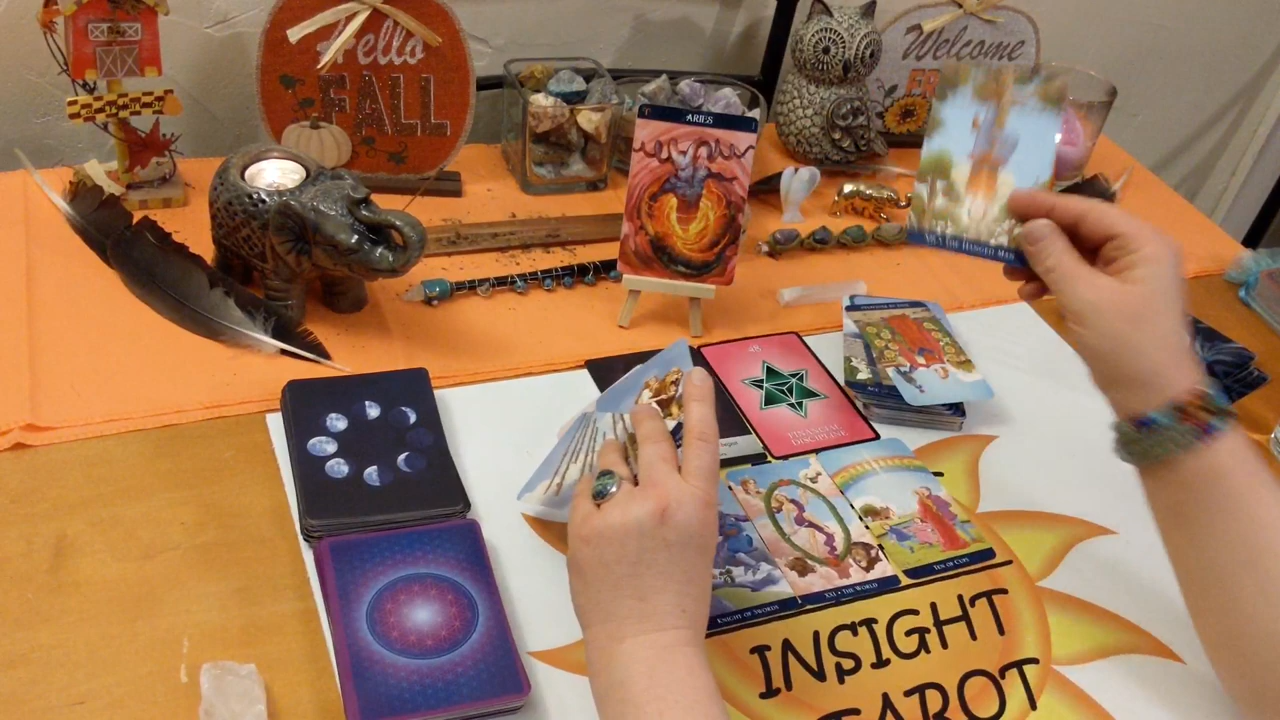 Hello
FALL
Welcome
ARIES
XII • THE HANGED MAN
48
FINANCIAL
DISCIPLINE
KNIGHT OF SWORDS
XXI • THE WORLD
TEN OF CUPS
INSIGHT
TAROT